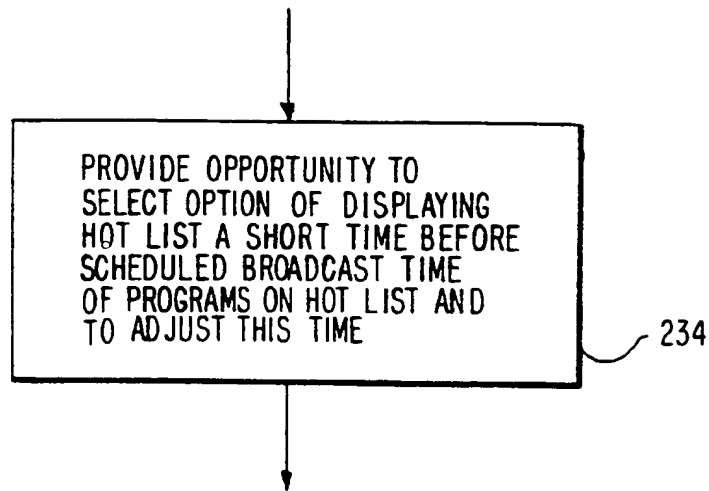 PROVIDE OPPORTUNITY TO
SELECT OPTION OF DISPLAYING
HOT LIST A SHORT TIME BEFORE
SCHEDULED BROADCAST TIME
OF PROGRAMS ON HOT LIST AND
TO ADJUST THIS TIME
234